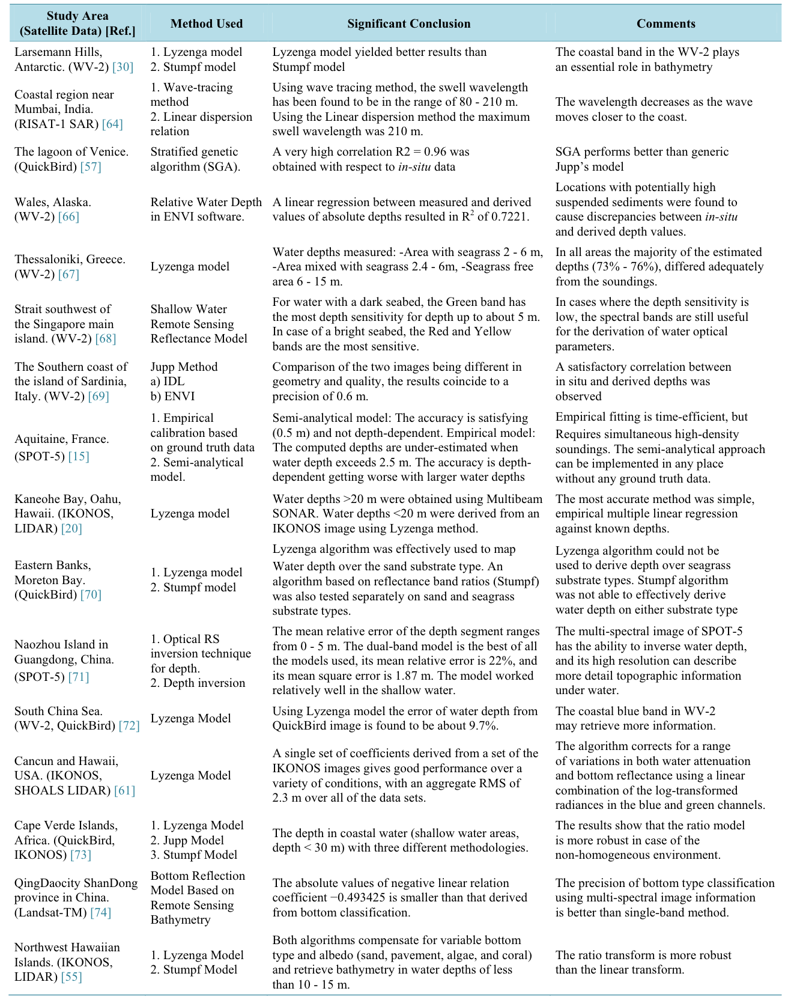 Study Area
(Satellite Data) [Ref.]
Method Used
Significant Conclusion
Comments
Larsemann Hills,
Antarctic. (WV-2) [30]
1. Lyzenga model
2. Stumpf model
Lyzenga model yielded better results than
Stumpf model
The coastal band in the WV-2 plays
an essential role in bathymetry
Coastal region near
Mumbai, India.
(RISAT-1 SAR) [64]
1. Wave-tracing
method
2. Linear dispersion
relation
Using wave tracing method, the swell wavelength
has been found to be in the range of 80 - 210 m.
Using the Linear dispersion method the maximum
swell wavelength was 210 m.
The wavelength decreases as the wave
moves closer to the coast.
The lagoon of Venice.
(QuickBird) [57]
Stratified genetic
algorithm (SGA).
A very high correlation R2 = 0.96 was
obtained with respect to in-situ data
SGA performs better than generic
Jupp's model
Wales, Alaska.
(WV-2) [66]
Relative Water Depth
in ENVI software.
A linear regression between measured and derived
values of absolute depths resulted in R² of 0.7221.
Locations with potentially high
suspended sediments were found to
cause discrepancies between in-situ
and derived depth values.
Thessaloniki, Greece.
(WV-2) [67]
Lyzenga model
Water depths measured: -Area with seagrass 2 - 6 m,
-Area mixed with seagrass 2.4 - 6m, -Seagrass free
area 6 - 15 m.
In all areas the majority of the estimated
depths (73% - 76%), differed adequately
from the soundings.
Strait southwest of
the Singapore main
island. (WV-2) [68]
Shallow Water
Remote Sensing
Reflectance Model
For water with a dark seabed, the Green band has
the most depth sensitivity for depth up to about 5 m.
In case of a bright seabed, the Red and Yellow
bands are the most sensitive.
In cases where the depth sensitivity is
low, the spectral bands are still useful
for the derivation of water optical
parameters.
The Southern coast of
the island of Sardinia,
Italy. (WV-2) [69]
Jupp Method
a) IDL
b) ENVI
Comparison of the two images being different in
geometry and quality, the results coincide to a
precision of 0.6 m.
A satisfactory correlation between
in situ and derived depths was
observed
Aquitaine, France.
(SPOT-5) [15]
1. Empirical
calibration based
on ground truth data
2. Semi-analytical
model.
Semi-analytical model: The accuracy is satisfying
(0.5 m) and not depth-dependent. Empirical model:
The computed depths are under-estimated when
water depth exceeds 2.5 m. The accuracy is depth-
dependent getting worse with larger water depths
Empirical fitting is time-efficient, but
Requires simultaneous high-density
soundings. The semi-analytical approach
can be implemented in any place
without any ground truth data.
Kaneohe Bay, Oahu,
Hawaii. (IKONOS,
LIDAR) [20]
Lyzenga model
Water depths >20 m were obtained using Multibeam
SONAR. Water depths <20 m were derived from an
IKONOS image using Lyzenga method.
The most accurate method was simple,
empirical multiple linear regression
against known depths.
Eastern Banks,
Moreton Bay.
(QuickBird) [70]
1. Lyzenga model
2. Stumpf model
Lyzenga algorithm was effectively used to map
Water depth over the sand substrate type. An
algorithm based on reflectance band ratios (Stumpf)
was also tested separately on sand and seagrass
substrate types.
Lyzenga algorithm could not be
used to derive depth over seagrass
substrate types. Stumpf algorithm
was not able to effectively derive
water depth on either substrate type
Naozhou Island in
Guangdong, China.
(SPOT-5) [71]
1. Optical RS
inversion technique
for depth.
2. Depth inversion
The mean relative error of the depth segment ranges
from 0 - 5 m. The dual-band model is the best of all
the models used, its mean relative error is 22%, and
its mean square error is 1.87 m. The model worked
relatively well in the shallow water.
The multi-spectral image of SPOT-5
has the ability to inverse water depth,
and its high resolution can describe
more detail topographic information
under water.
South China Sea.
(WV-2, QuickBird) [72]
Lyzenga Model
Using Lyzenga model the error of water depth from
QuickBird image is found to be about 9.7%.
The coastal blue band in WV-2
may retrieve more information.
Cancun and Hawaii,
USA. (IKONOS,
SHOALS LIDAR) [61]
Lyzenga Model
A single set of coefficients derived from a set of the
IKONOS images gives good performance over a
variety of conditions, with an aggregate RMS of
2.3 m over all of the data sets.
The algorithm corrects for a range
of variations in both water attenuation
and bottom reflectance using a linear
combination of the log-transformed
radiances in the blue and green channels.
Cape Verde Islands,
Africa. (QuickBird,
IKONOS) [73]
1. Lyzenga Model
2. Jupp Model
3. Stumpf Model
The depth in coastal water (shallow water areas,
depth < 30 m) with three different methodologies.
The results show that the ratio model
is more robust in case of the
non-homogeneous environment.
QingDaocity ShanDong
province in China.
(Landsat-TM) [74]
Bottom Reflection
Model Based on
Remote Sensing
Bathymetry
The absolute values of negative linear relation
coefficient −0.493425 is smaller than that derived
from bottom classification.
The precision of bottom type classification
using multi-spectral image information
is better than single-band method.
Northwest Hawaiian
Islands. (IKONOS,
LIDAR) [55]
1. Lyzenga Model
2. Stumpf Model
Both algorithms compensate for variable bottom
type and albedo (sand, pavement, algae, and coral)
and retrieve bathymetry in water depths of less
than 10 - 15 m.
The ratio transform is more robust
than the linear transform.